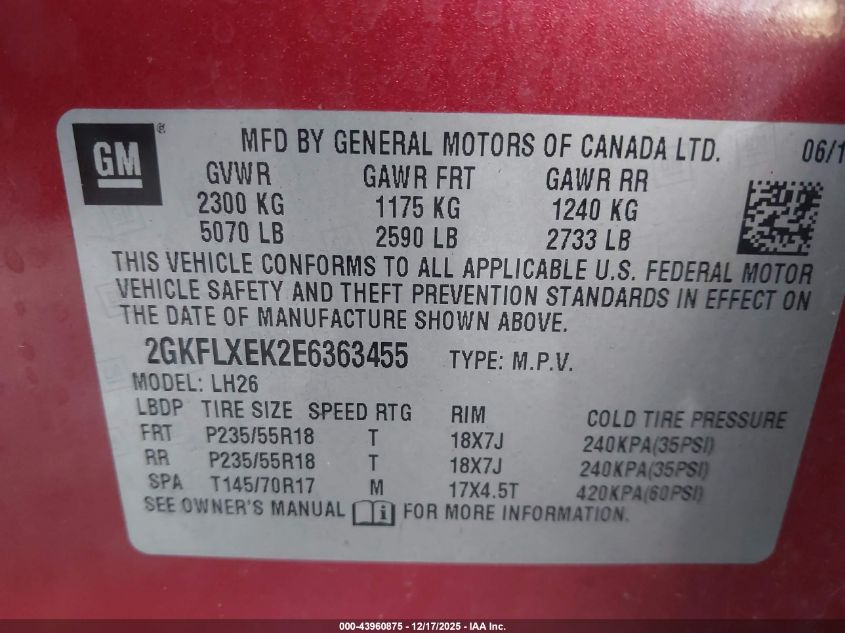 GM ® MFD BY GENERAL MOTORS OF CANADA LTD. 06/1
GVWR GAWR FRT GAWR RR
2300 KG 1175 KG 1240 KG
5070 LB 2590 LB 2733 LB
THIS VEHICLE CONFORMS TO ALL APPLICABLE U.S. FEDERAL MOTOR
VEHICLE SAFETY AND THEFT PREVENTION STANDARDS IN EFFECT ON
THE DATE OF MANUFACTURE SHOWN ABOVE.
2GKFLXEK2E6363455 TYPE: M.P.V.
MODEL: LH26
LBDP TIRE SIZE SPEED RTG RIM COLD TIRE PRESSURE
FRT P235/55R18 T 18X7J 240KPA(35PSI)
RR P235/55R18 T 18X7J 240KPA(35PSI)
SPA T145/70R17 M 17X4.5T 420KPA(60PSI)
SEE OWNER'S MANUAL i FOR MORE INFORMATION.
000-43960875 - 12/17/2025 - IAA Inc.